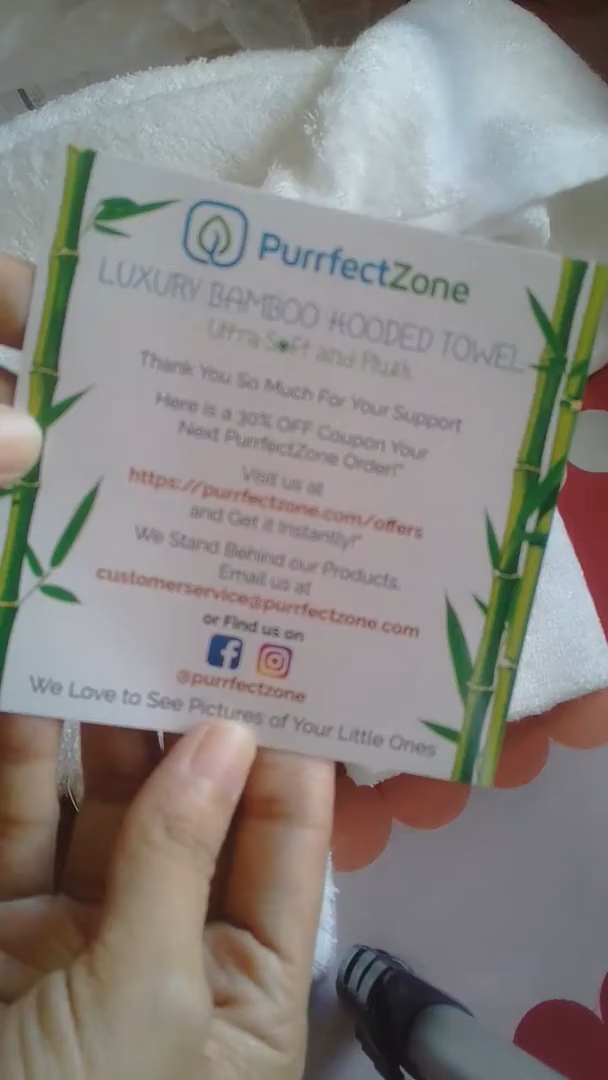 PurrfectZone
LUXURY BAMBOO HOODED TOWEL
Ultra Soft and Plush
Thank You So Much For Your Support
Here is a 30% OFF Coupon Your
Next PurrfectZone Order!"
Visit us at
https://purrfectzone.com/offers
and Get it Instantly!"
We Stand Behind our Products.
Email us at
customerservice@purrfectzone.com
or Find us on
@purrfectzone
We Love to See Pictures of Your Little Ones